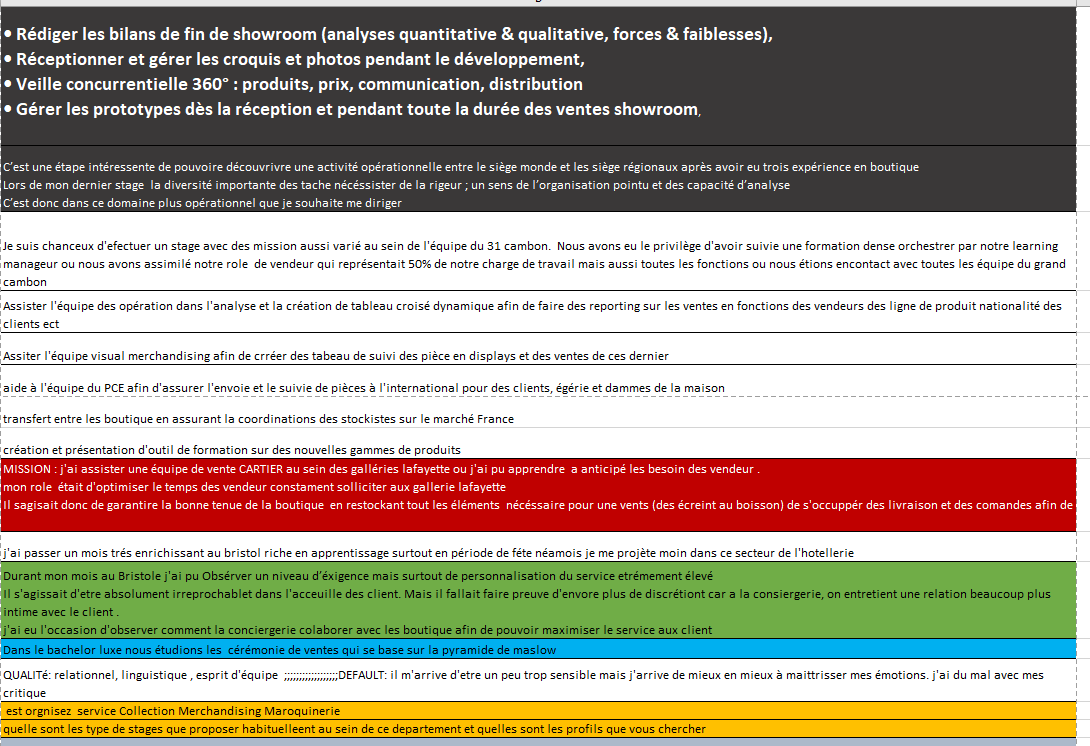 • Rédiger les bilans de fin de showroom (analyses quantitative & qualitative, forces & faiblesses),
• Réceptionner et gérer les croquis et photos pendant le développement,
• Veille concurrentielle 360° : produits, prix, communication, distribution
• Gérer les prototypes dès la réception et pendant toute la durée des ventes showroom,
C’est une étape intéressente de pouvoire découvrivre une activité opérationnelle entre le siège monde et les siège régionaux après avoir eu trois expérience en boutique
Lors de mon dernier stage la diversité importante des tache nécéssister de la rigeur ; un sens de l’organisation pointu et des capacité d’analyse
C’est donc dans ce domaine plus opérationnel que je souhaite me diriger
Je suis chanceux d'efectuer un stage avec des mission aussi varié au sein de l'équipe du 31 cambon. Nous avons eu le privilège d'avoir suivie une formation dense orchestrer par notre learning
manageur ou nous avons assimilé notre role de vendeur qui représentait 50% de notre charge de travail mais aussi toutes les fonctions ou nous étions encontact avec toutes les équipe du grand
cambon
Assister l'équipe des opération dans l'analyse et la création de tableau croisé dynamique afin de faire des reporting sur les ventes en fonctions des vendeurs des ligne de produit nationalité des
clients ect
Assiter l'équipe visual merchandising afin de crréer des tabeau de suivi des pièce en displays et des ventes de ces dernier
aide à l'équipe du PCE afin d'assurer l'envoie et le suivie de pièces à l'international pour des clients, égérie et dammes de la maison
transfert entre les boutique en assurant la coordinations des stockistes sur le marché France
création et présentation d'outil de formation sur des nouvelles gammes de produits
MISSION : j'ai assister une équipe de vente CARTIER au sein des galléries lafayette ou j'ai pu apprendre a anticipé les besoin des vendeur .
mon role était d'optimiser le temps des vendeur constament solliciter aux gallerie lafayette
Il sagisait donc de garantire la bonne tenue de la boutique en restockant tout les éléments nécéssaire pour une vents (des écreint au boisson) de s'occuppér des livraison et des comandes afin de
j'ai passer un mois trés enrichissant au bristol riche en apprentissage surtout en période de féte néamois je me projète moin dans ce secteur de l'hotellerie
Durant mon mois au Bristole j'ai pu Obsérver un niveau d’éxigence mais surtout de personnalisation du service etrémement élevé
Il s'agissait d'etre absolument irreprochablet dans l'acceuille des client. Mais il fallait faire preuve d'envore plus de discrétiont car a la consiergerie, on entretient une relation beaucoup plus
intime avec le client .
j'ai eu l'occasion d'observer comment la conciergerie colaborer avec les boutique afin de pouvoir maximiser le service aux client
Dans le bachelor luxe nous étudions les cérémonie de ventes qui se base sur la pyramide de maslow
QUALITé: relationnel, linguistique , esprit d'équipe ;;;;;;;;;;;;;;;;;;DEFAULT: il m'arrive d'etre un peu trop sensible mais j'arrive de mieux en mieux à maittrisser mes émotions. j'ai du mal avec mes
critique
est orgnisez service Collection Merchandising Maroquinerie
quelle sont les type de stages que proposer habituelleent au sein de ce departement et quelles sont les profils que vous chercher